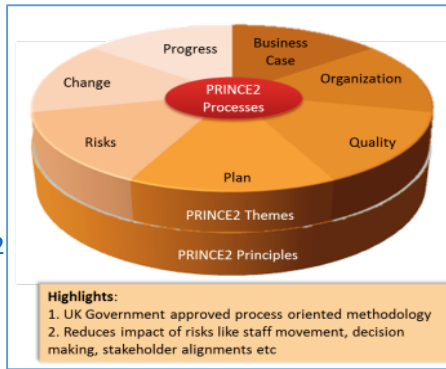 Progress
Business
Case
Change
Organization
PRINCE2
Processes
Risks
Quality
Plan
2
PRINCE2 Themes
PRINCE2 Principles
Highlights:
1. UK Government approved process oriented methodology
2. Reduces impact of risks like staff movement, decision
making, stakeholder alignments etc